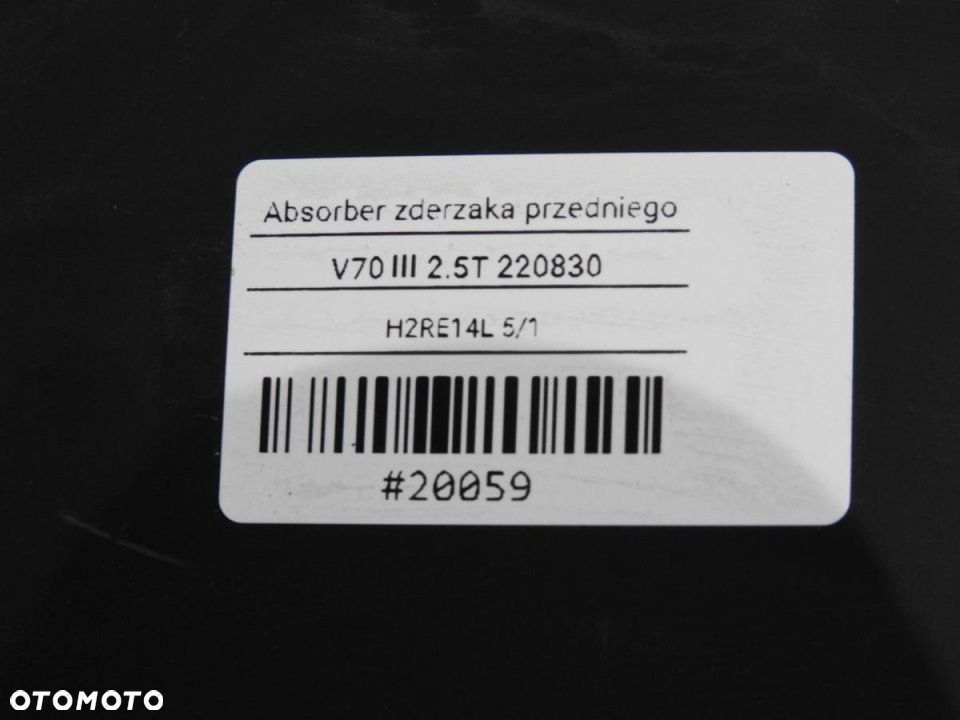 Absorber zderzaka przedniego
V70 III 2.5T 220830
H2RE14L 5/1
#20059
OTOMOTO